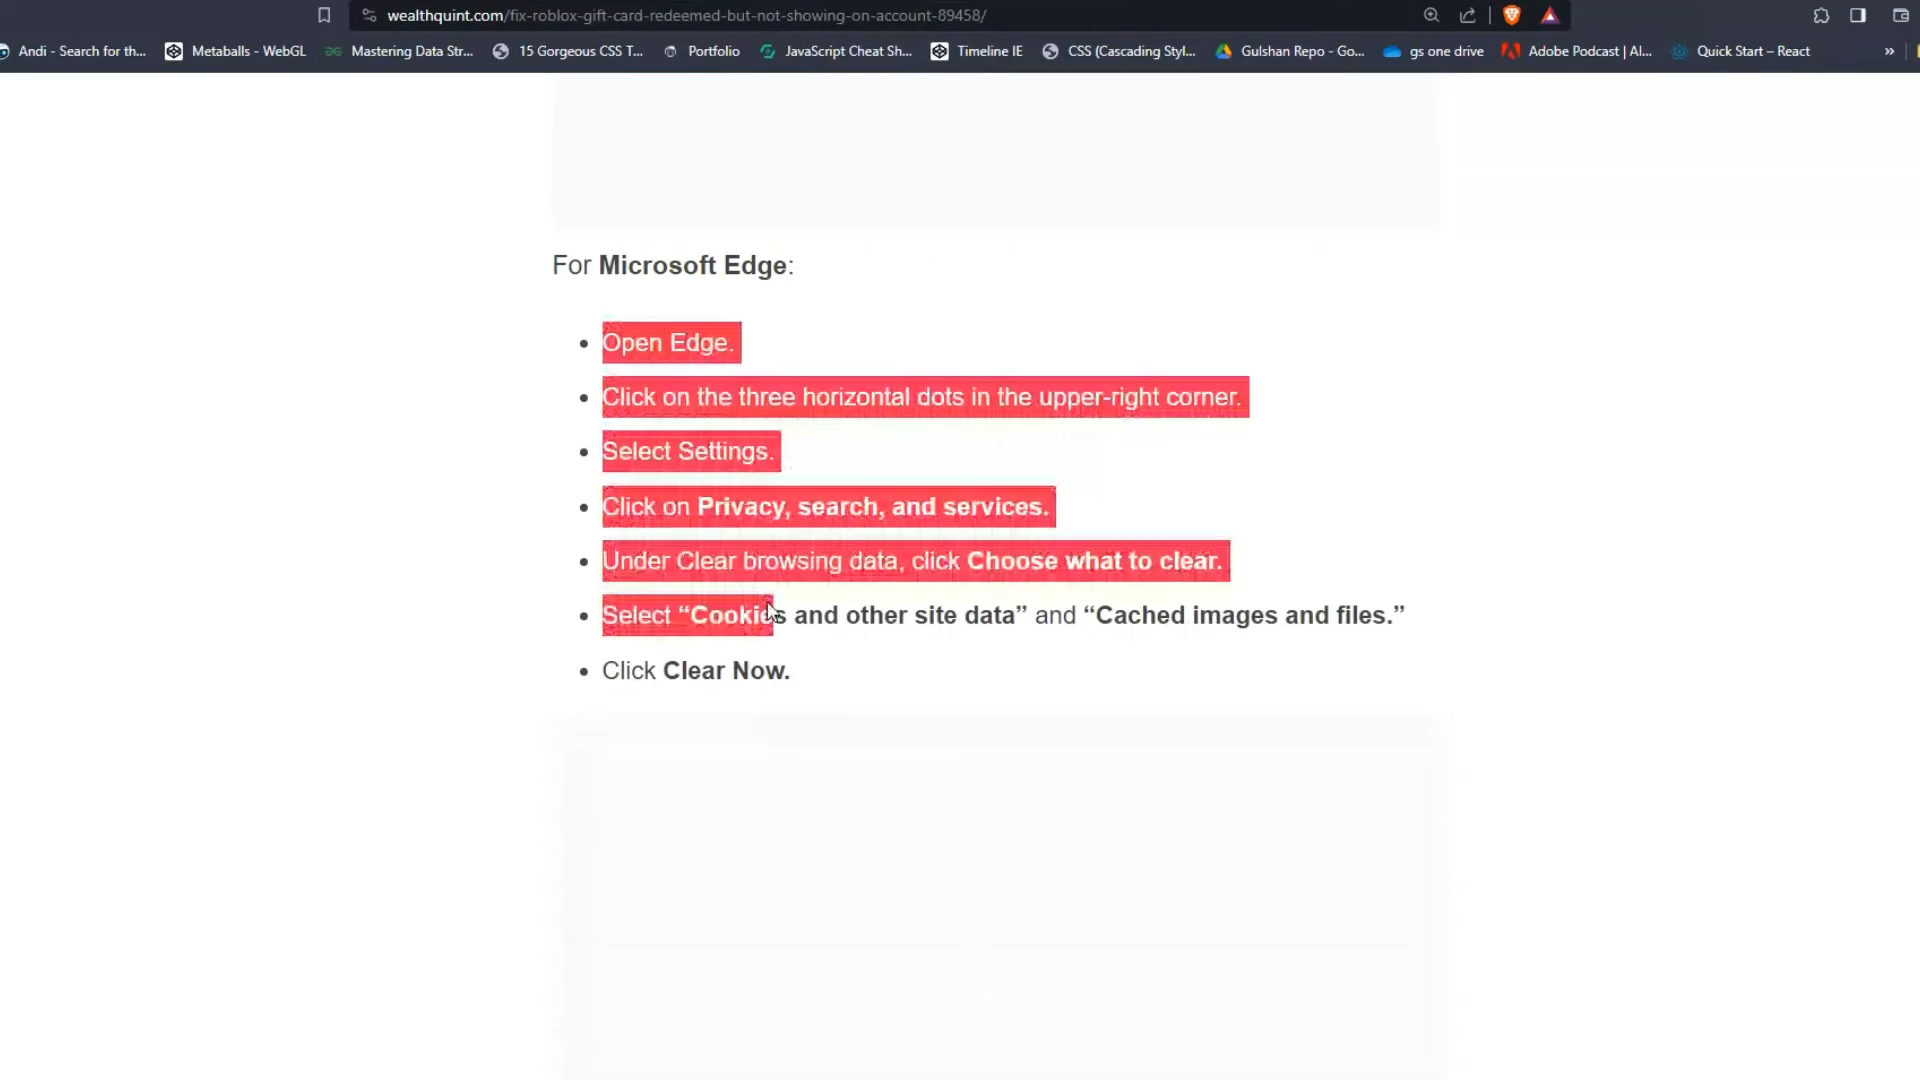 wealthquint.com/fix-roblox-gift-card-redeemed-but-not-showing-on-account-89458/
Andi - Search for th... Metaballs - WebGL Mastering Data Str... 15 Gorgeous CSS T... Portfolio JavaScript Cheat Sh... Timeline IE CSS (Cascading Styl... Gulshan Repo - Go... gs one drive Adobe Podcast | AI... Quick Start – React »
For Microsoft Edge:
• Open Edge.
• Click on the three horizontal dots in the upper-right corner.
• Select Settings.
• Click on Privacy, search, and services.
• Under Clear browsing data, click Choose what to clear.
• Select “Cookies and other site data” and “Cached images and files.”
• Click Clear Now.